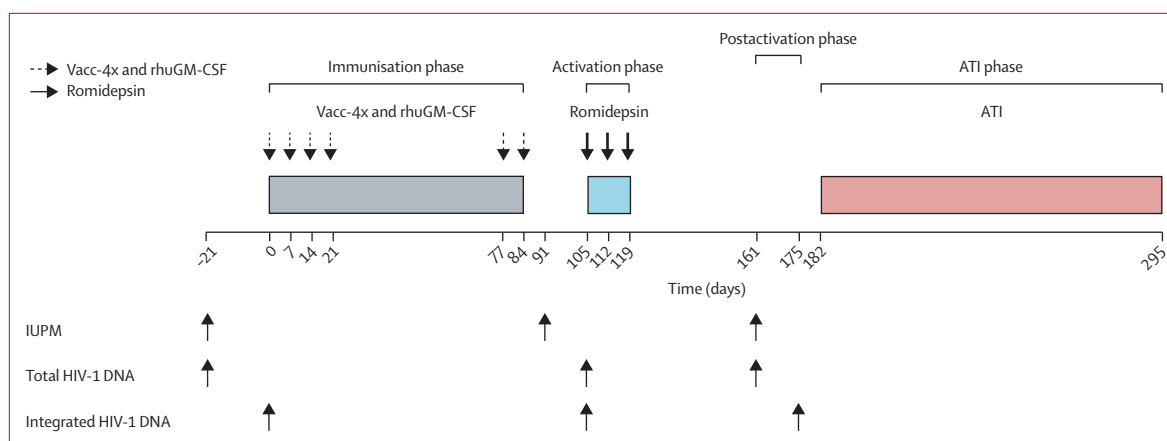 Postactivation phase
Vacc-4x and rhuGM-CSF
Immunisation phase
Activation phase
ATI phase
Romidepsin
Vacc-4x and rhuGM-CSF
Romidepsin
ATI
–21 0 7 14 21 77 84 91 105 112 119 161 175 182 295
Time (days)
IUPM
Total HIV-1 DNA
Integrated HIV-1 DNA